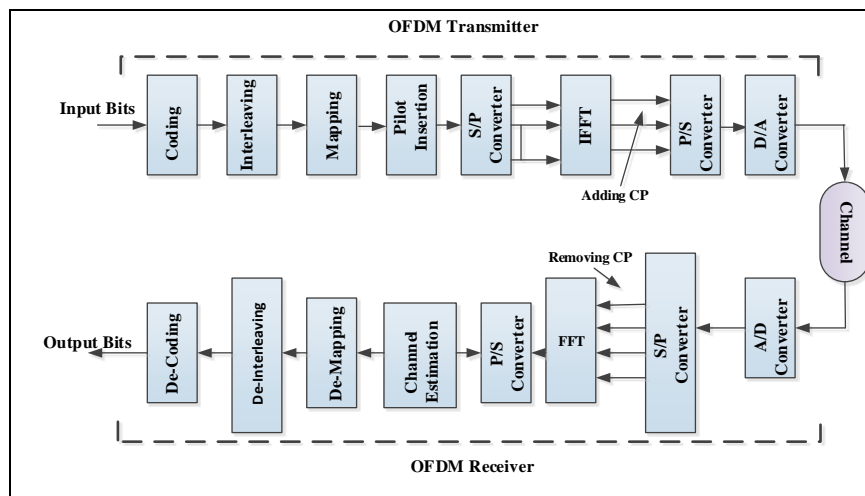 OFDM Transmitter
Input Bits
Coding
Interleaving
Mapping
Pilot
Insertion
S/P
Converter
IFFT
Adding CP
P/S
Converter
D/A
Converter
Channel
Removing CP
Output Bits
De-Coding
De-Interleaving
De-Mapping
Channel
Estimation
P/S
Converter
FFT
S/P
Converter
A/D
Converter
OFDM Receiver